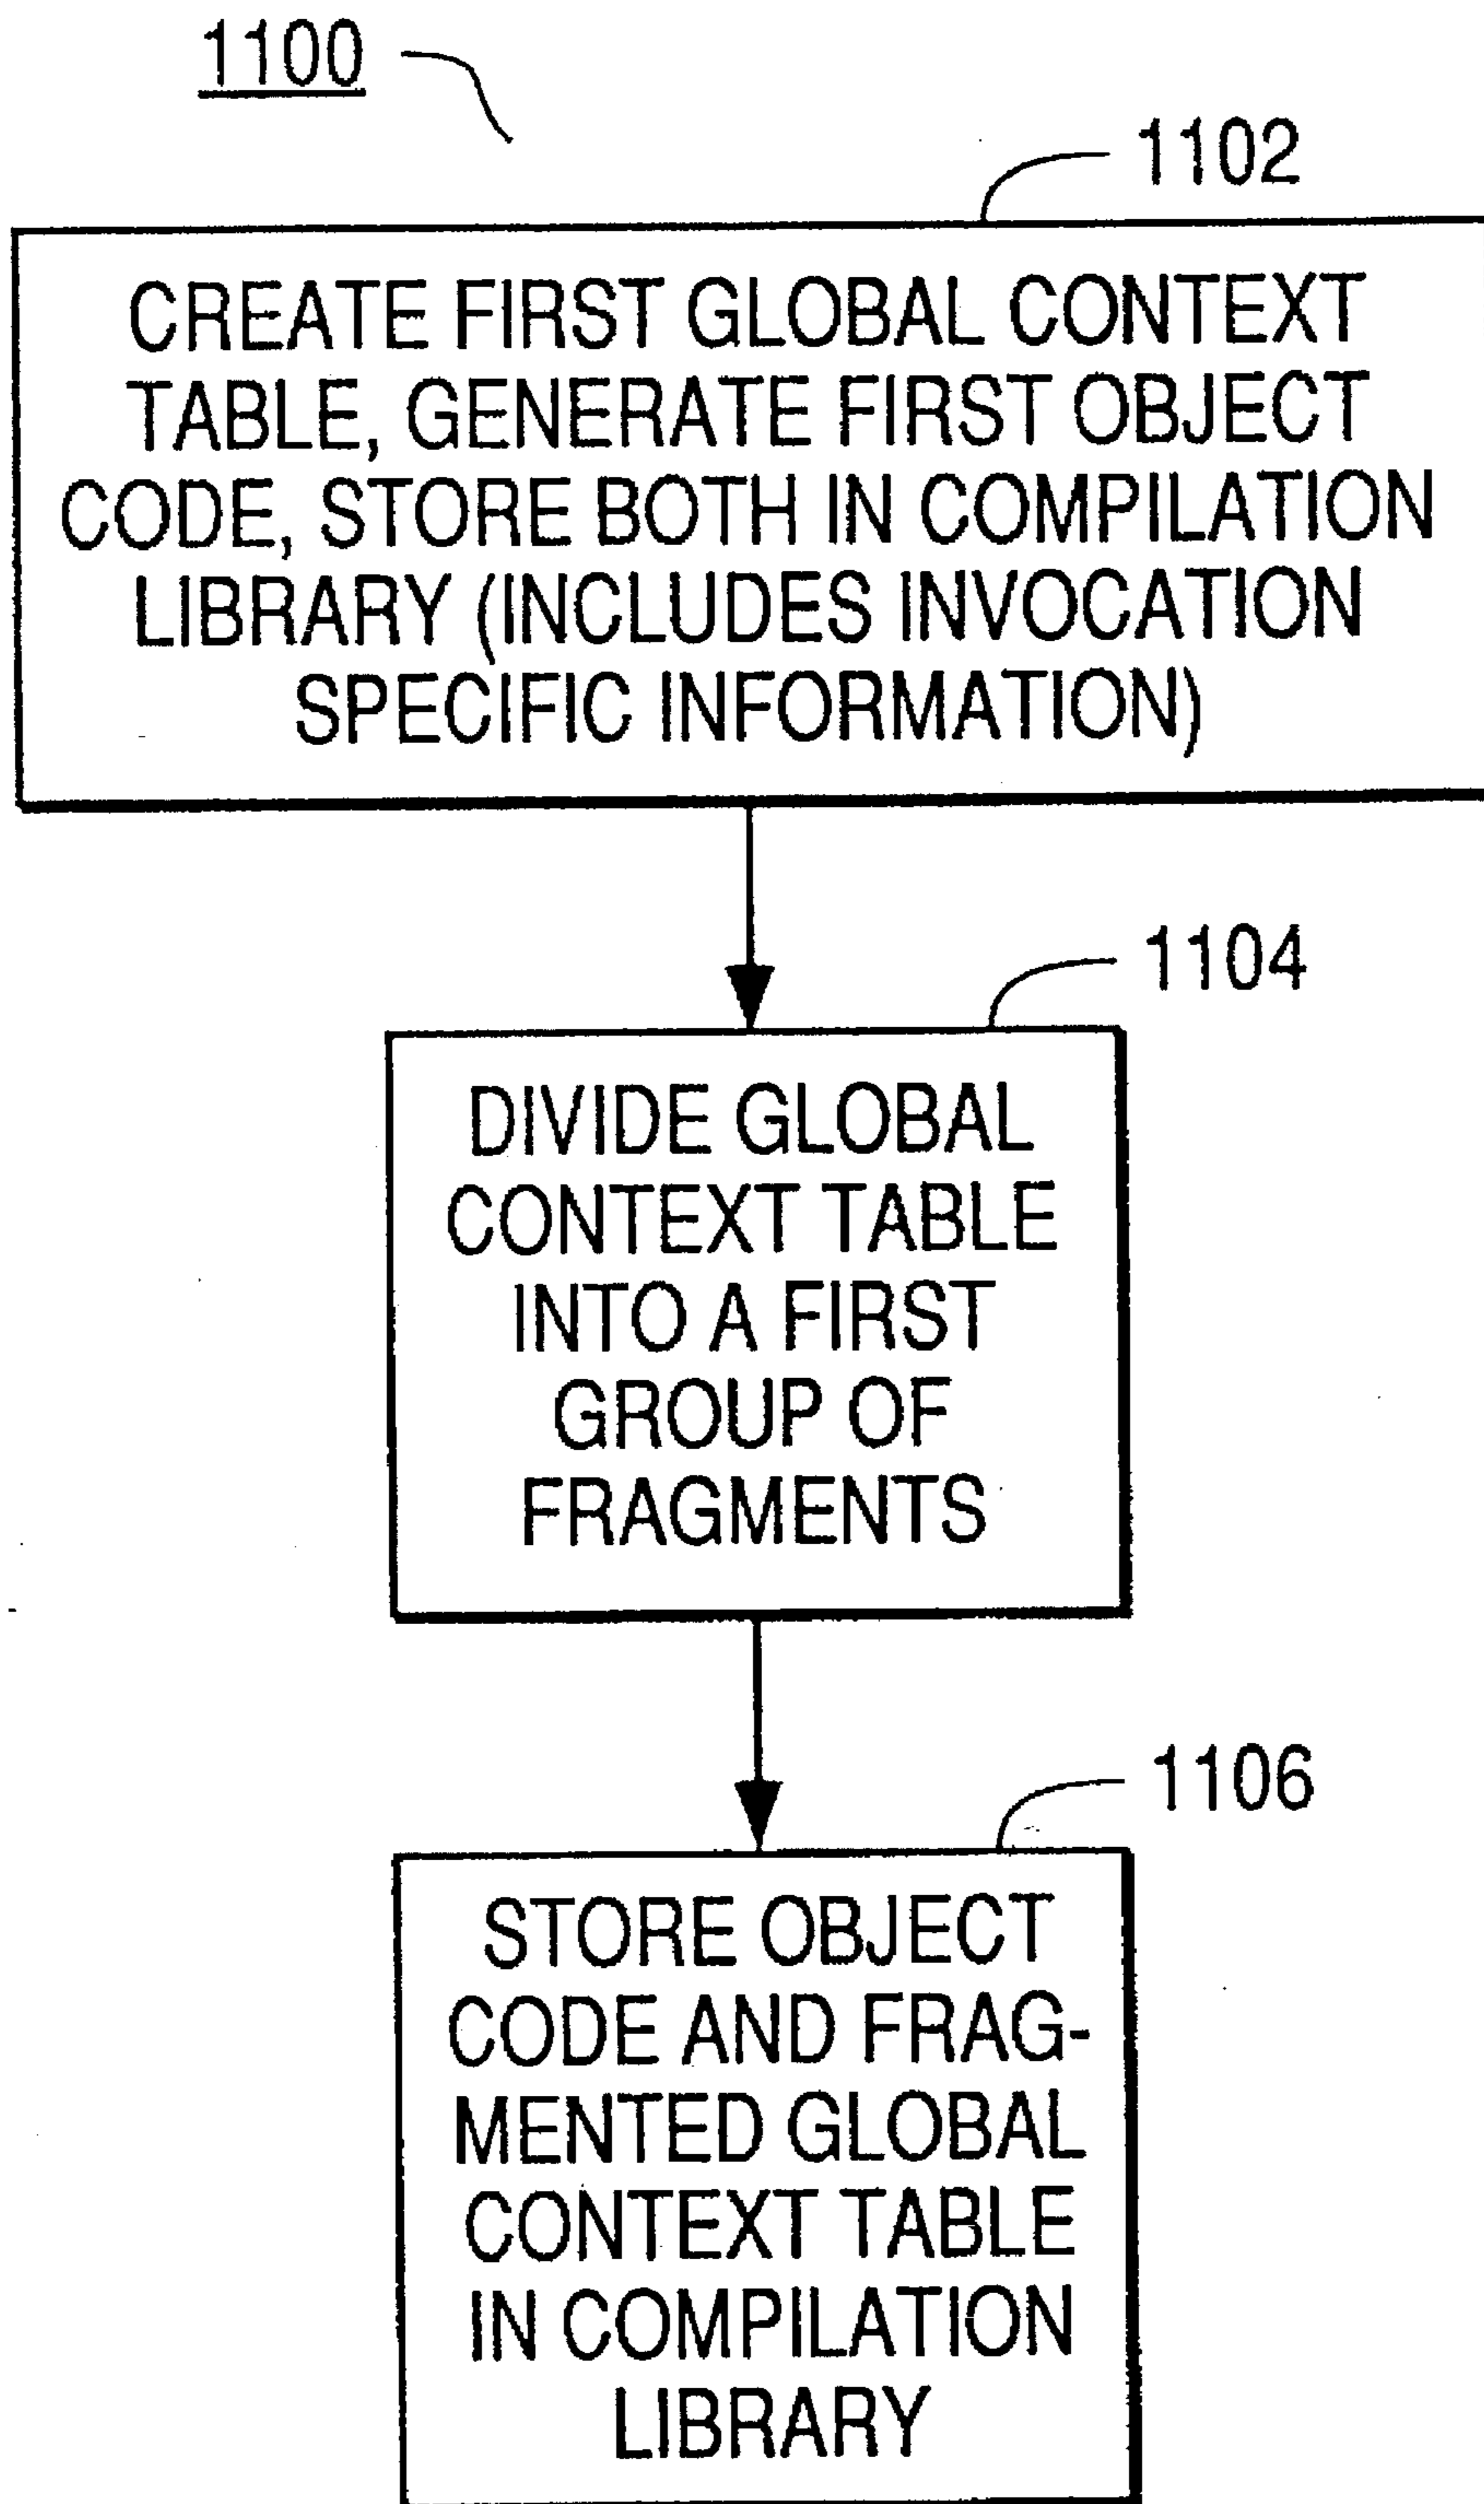 1100
1102
CREATE FIRST GLOBAL CONTEXT
TABLE, GENERATE FIRST OBJECT
CODE, STORE BOTH IN COMPILATION
LIBRARY (INCLUDES INVOCATION
SPECIFIC INFORMATION)
1104
DIVIDE GLOBAL
CONTEXT TABLE
INTO A FIRST
GROUP OF
FRAGMENTS
1106
STORE OBJECT
CODE AND FRAG-
MENTED GLOBAL
CONTEXT TABLE
IN COMPILATION
LIBRARY